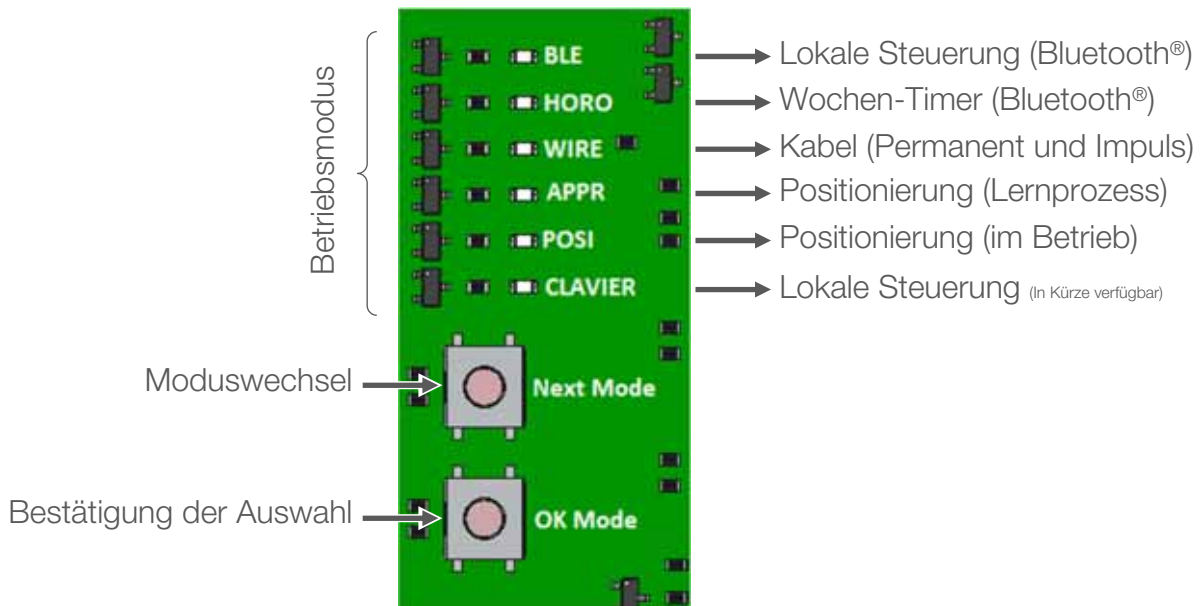 Betriebsmodus
BLE
Lokale Steuerung (Bluetooth®)
HORO
Wochen-Timer (Bluetooth®)
WIRE
Kabel (Permanent und Impuls)
APPR
Positionierung (Lernprozess)
POSI
Positionierung (im Betrieb)
CLAVIER
Lokale Steuerung (In Kürze verfügbar)
Moduswechsel
Next Mode
Bestätigung der Auswahl
OK Mode